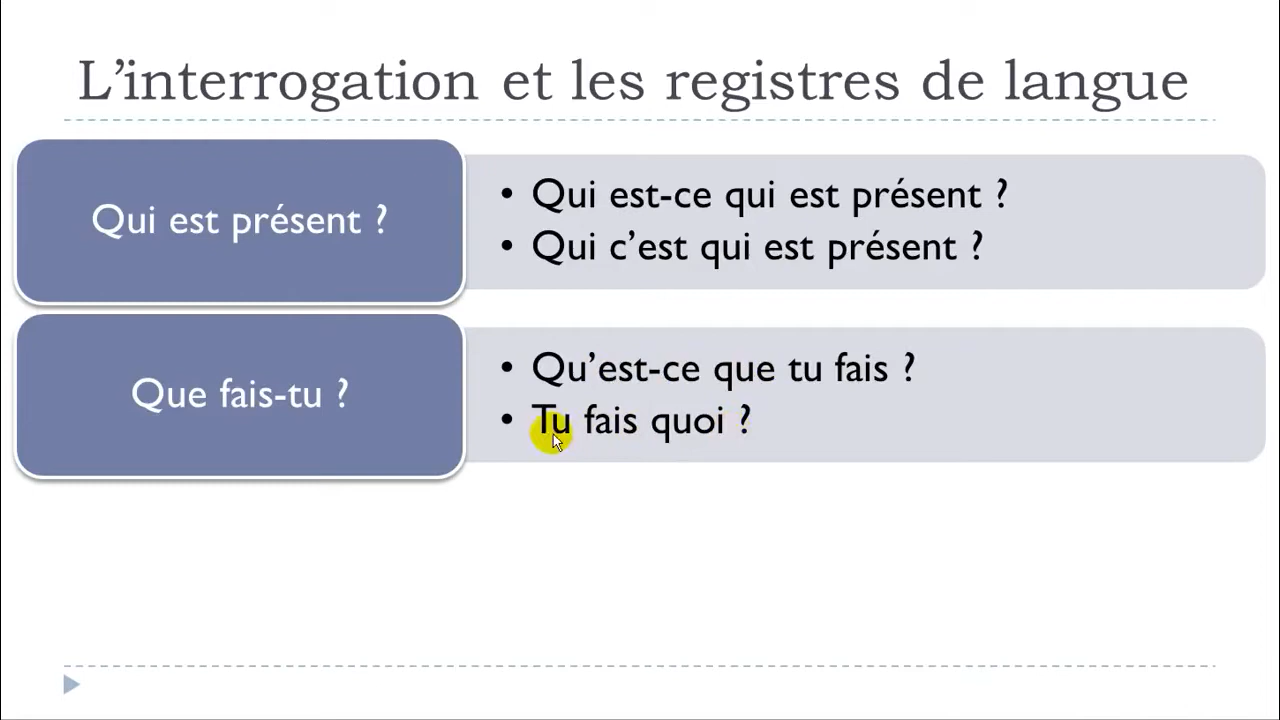 L’interrogation et les registres de langue
Qui est présent ?
• Qui est-ce qui est présent ?
• Qui c’est qui est présent ?
Que fais-tu ?
• Qu’est-ce que tu fais ?
• Tu fais quoi ?